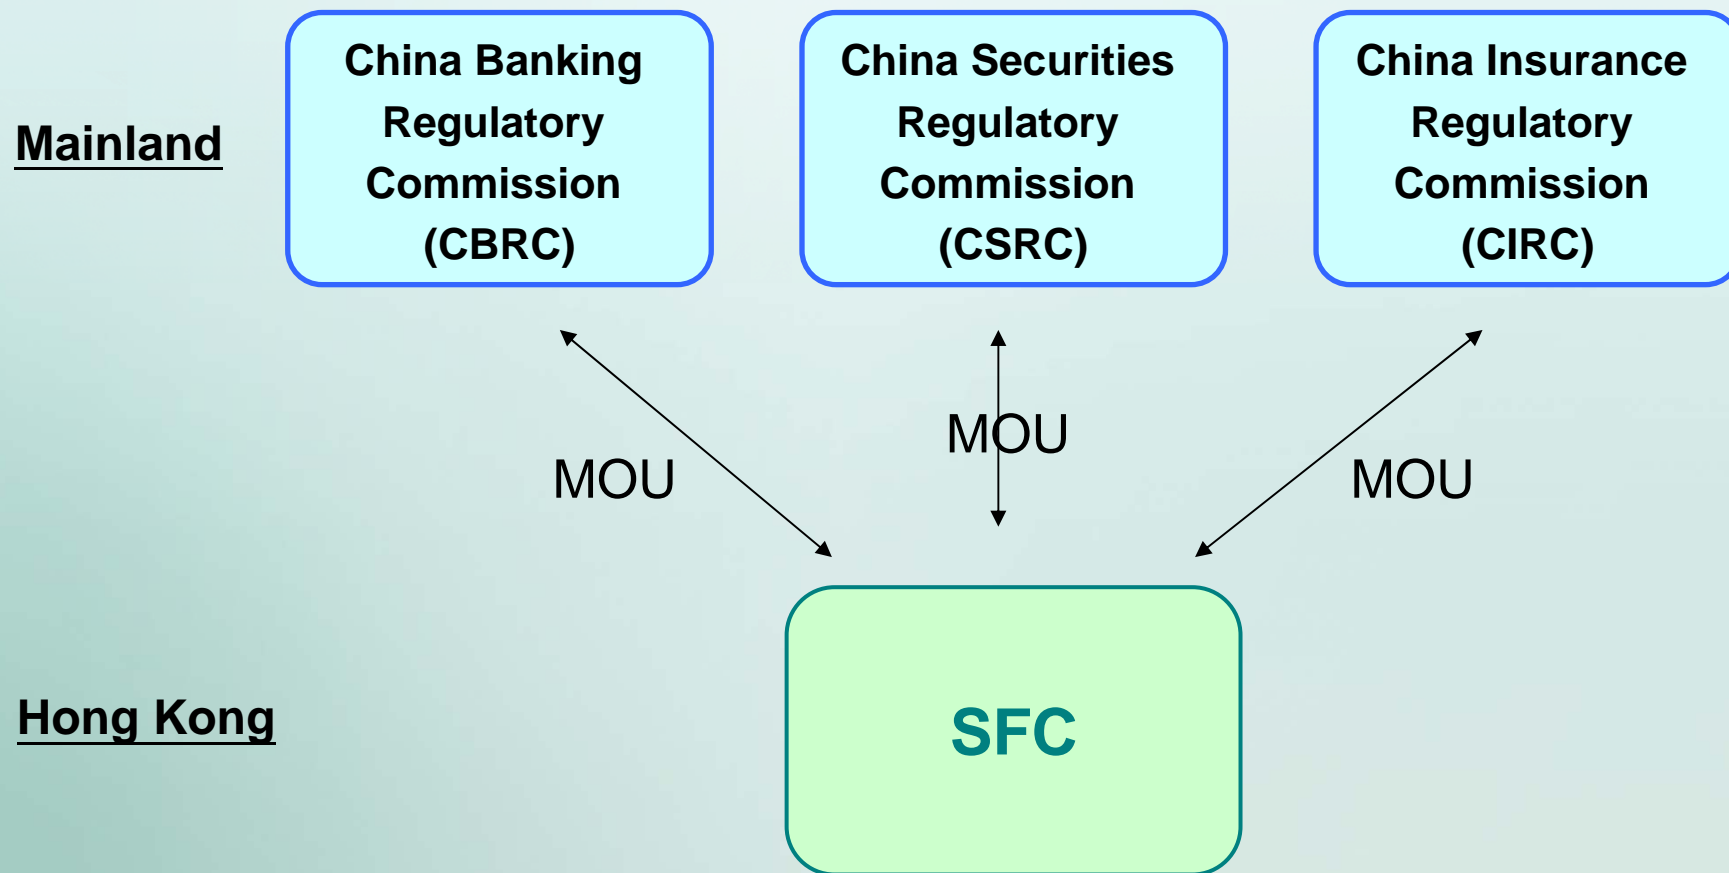 Mainland
China Banking
Regulatory
Commission
(CBRC)
China Securities
Regulatory
Commission
(CSRC)
China Insurance
Regulatory
Commission
(CIRC)
MOU
MOU
MOU
Hong Kong
SFC